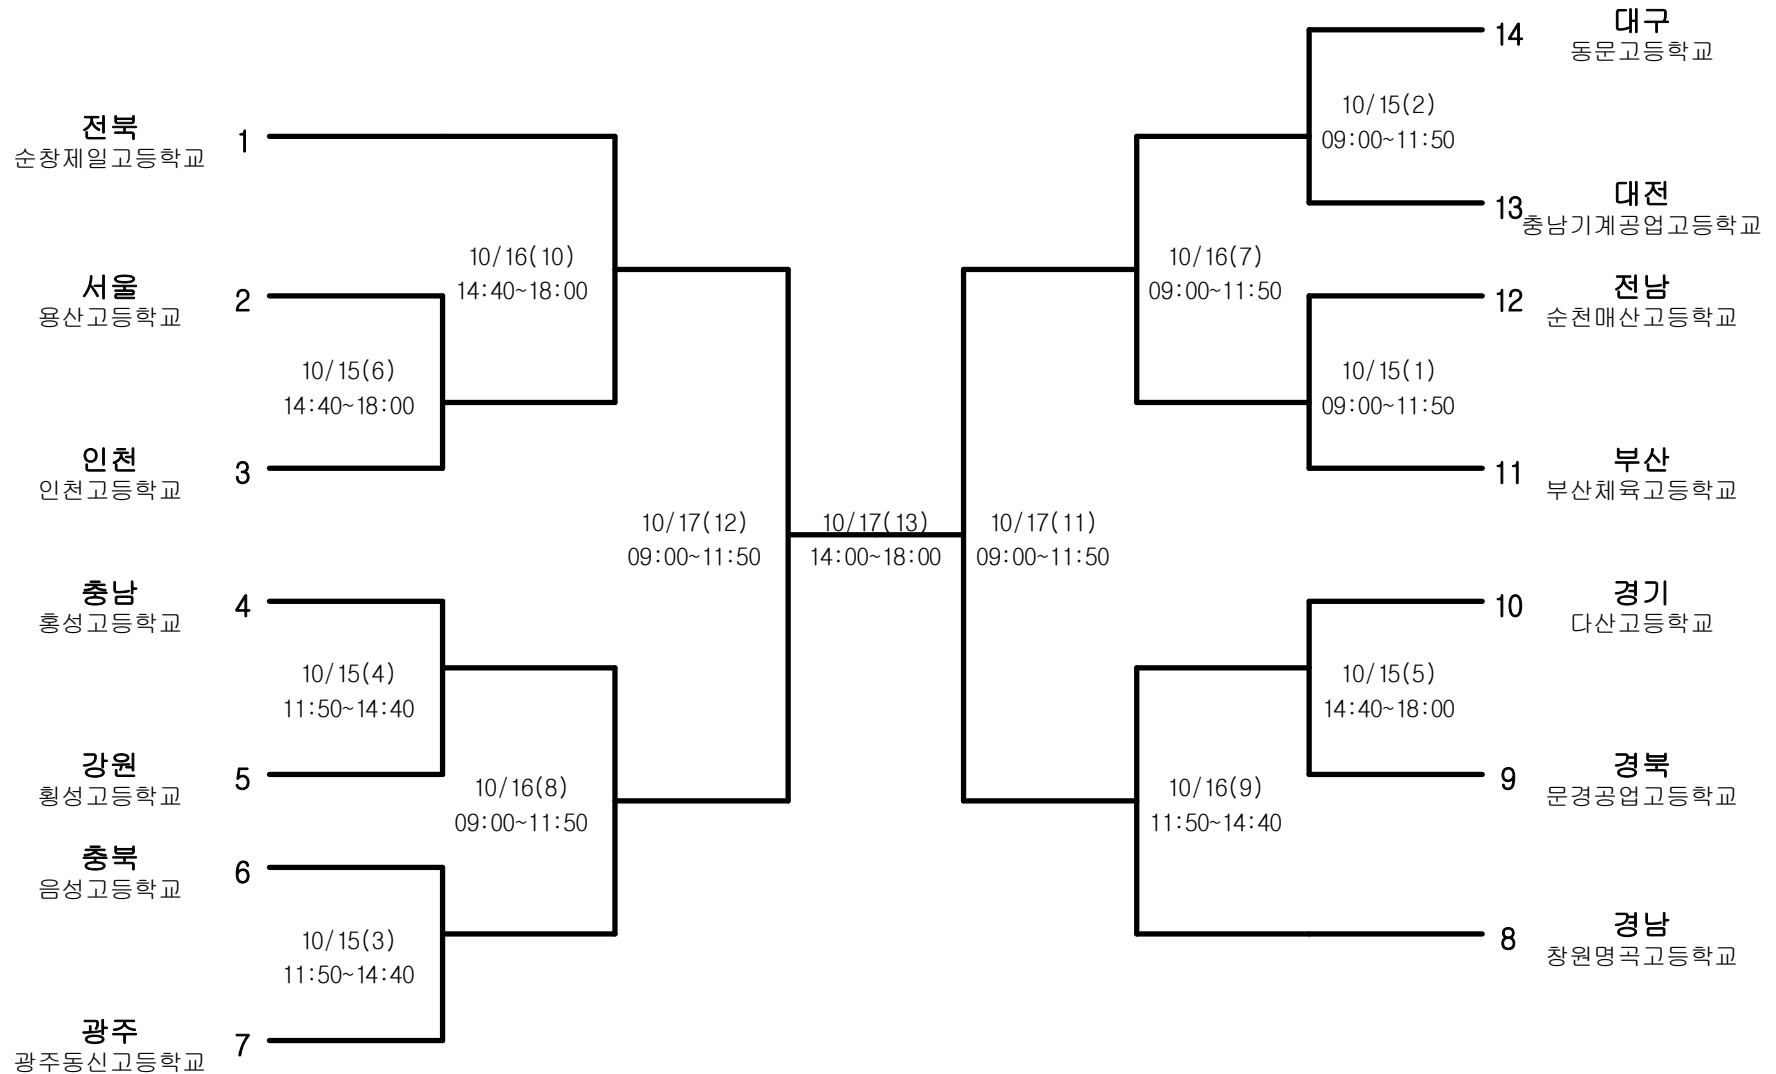 전북
순창제일고등학교
1
서울
용산고등학교
2
인천
인천고등학교
3
충남
홍성고등학교
4
강원
횡성고등학교
5
충북
음성고등학교
6
광주
광주동신고등학교
7
10/15(6)
14:40~18:00
10/15(4)
11:50~14:40
10/15(3)
11:50~14:40
10/16(10)
14:40~18:00
10/16(8)
09:00~11:50
10/17(12)
09:00~11:50
10/17(13)
14:00~18:00
10/17(11)
09:00~11:50
10/16(7)
09:00~11:50
10/16(9)
11:50~14:40
10/15(2)
09:00~11:50
10/15(1)
09:00~11:50
10/15(5)
14:40~18:00
14
대구
동문고등학교
13
대전
충남기계공업고등학교
12
전남
순천매산고등학교
11
부산
부산체육고등학교
10
경기
다산고등학교
9
경북
문경공업고등학교
8
경남
창원명곡고등학교